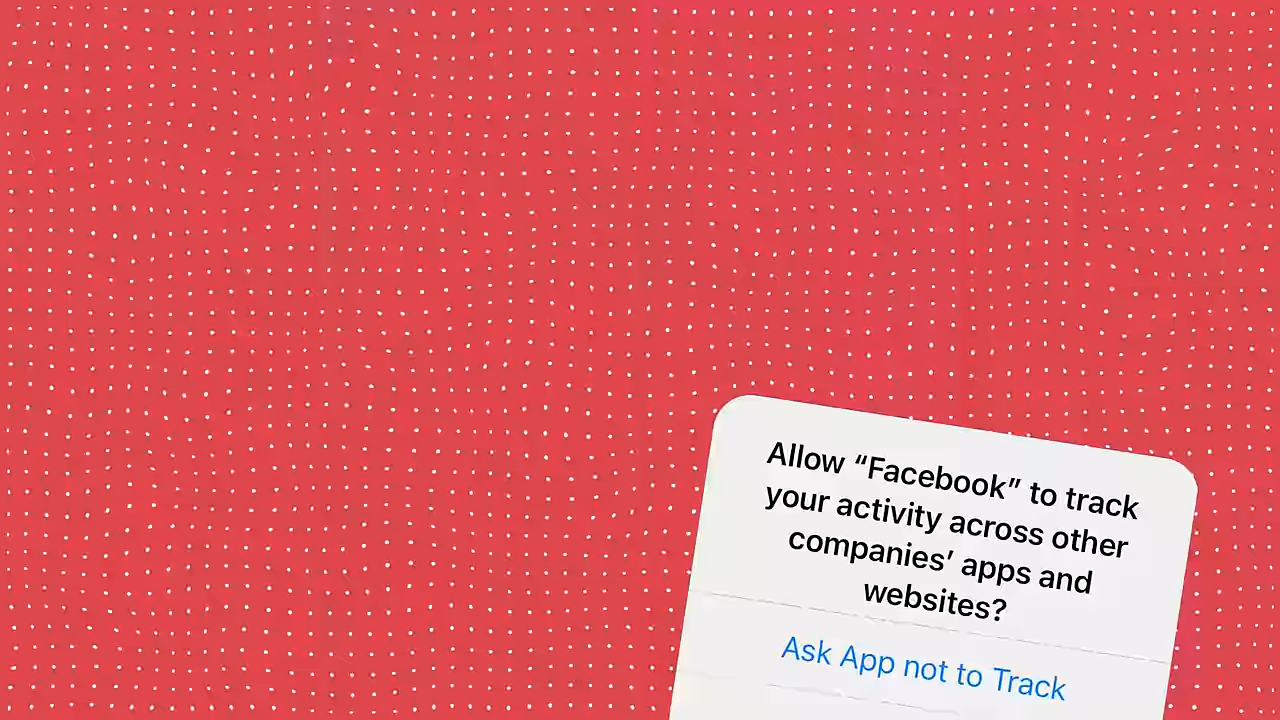 Allow “Facebook” to track
your activity across other
companies’ apps and
websites?
Ask App not to Track